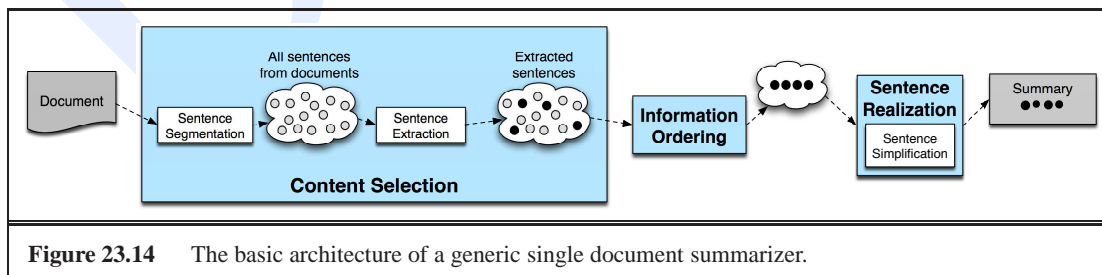 Document
Sentence
Segmentation
All sentences
from documents
Sentence
Extraction
Extracted
sentences
Content Selection
Information
Ordering
Sentence
Realization
Sentence
Simplification
Summary
Figure 23.14 The basic architecture of a generic single document summarizer.